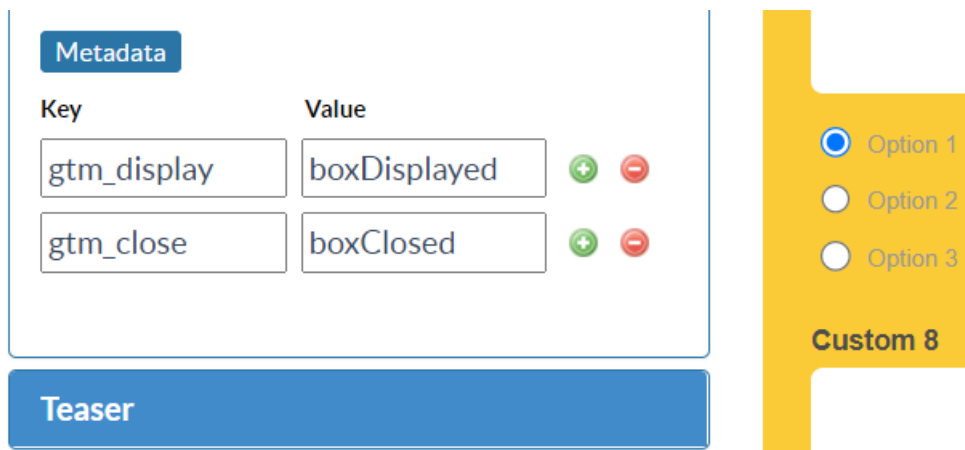 Metadata
Key Value
gtm_display boxDisplayed
gtm_close boxClosed
Teaser
Option 1
Option 2
Option 3
Custom 8